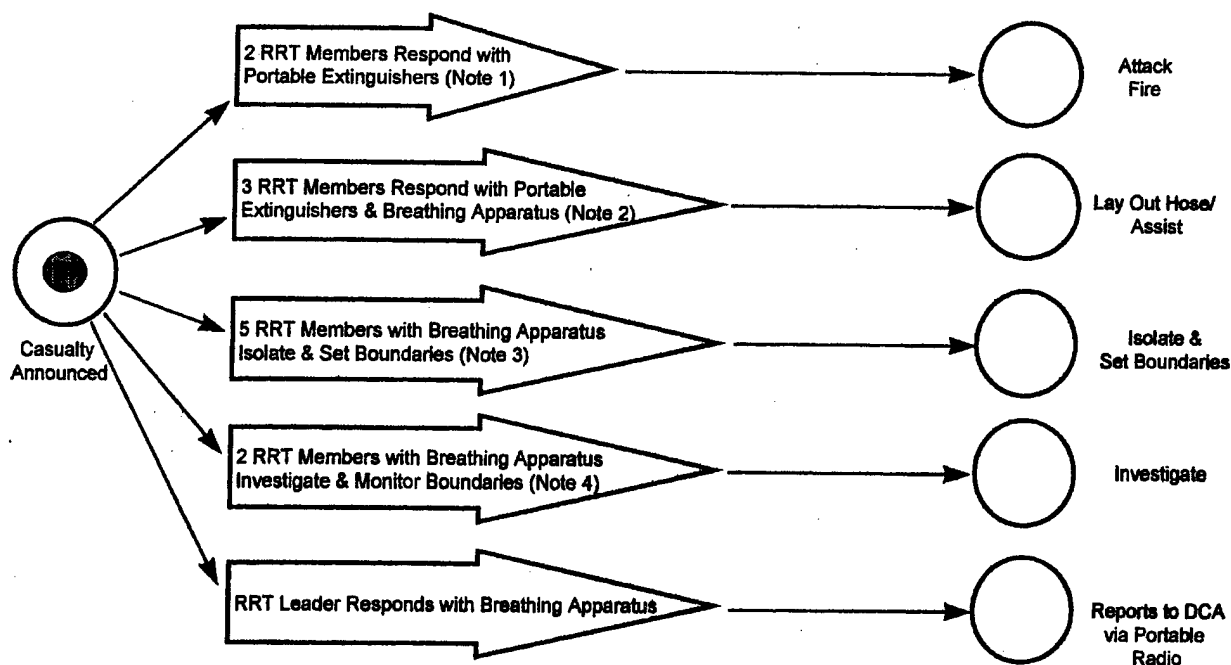 2 RRT Members Respond with
Portable Extinguishers (Note 1)
Attack
Fire
3 RRT Members Respond with Portable
Extinguishers & Breathing Apparatus (Note 2)
Lay Out Hose/
Assist
Casualty
Announced
5 RRT Members with Breathing Apparatus
Isolate & Set Boundaries (Note 3)
Isolate &
Set Boundaries
2 RRT Members with Breathing Apparatus
Investigate & Monitor Boundaries (Note 4)
Investigate
RRT Leader Responds with Breathing Apparatus
Reports to DCA
via Portable
Radio